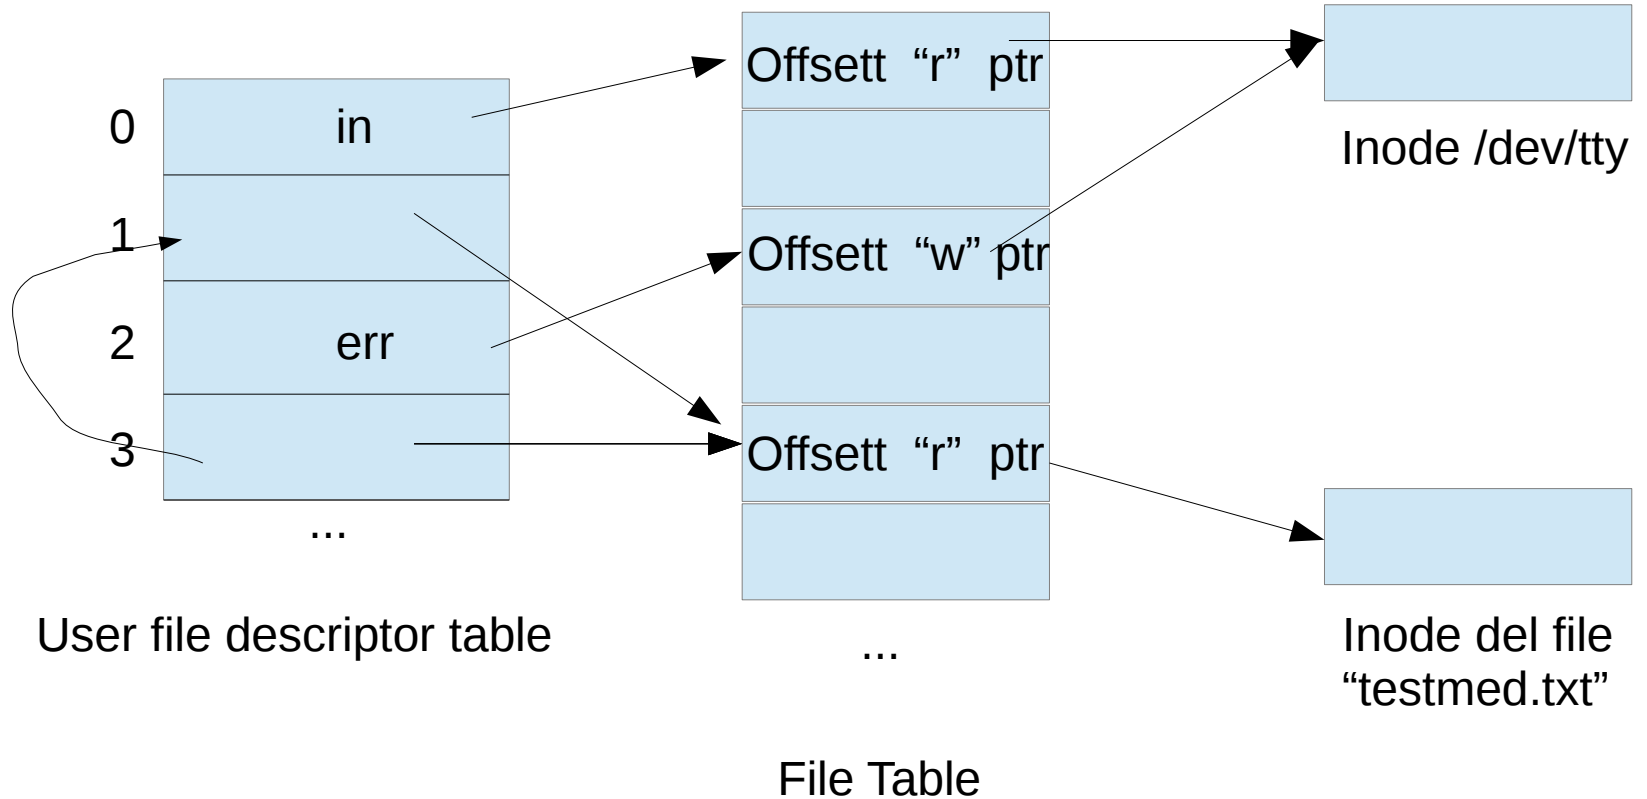 0
in
1
2
err
3
...
User file descriptor table
Offsett “r” ptr
Offsett “w” ptr
Offsett “r” ptr
...
File Table
Inode /dev/tty
Inode del file
“testmed.txt”